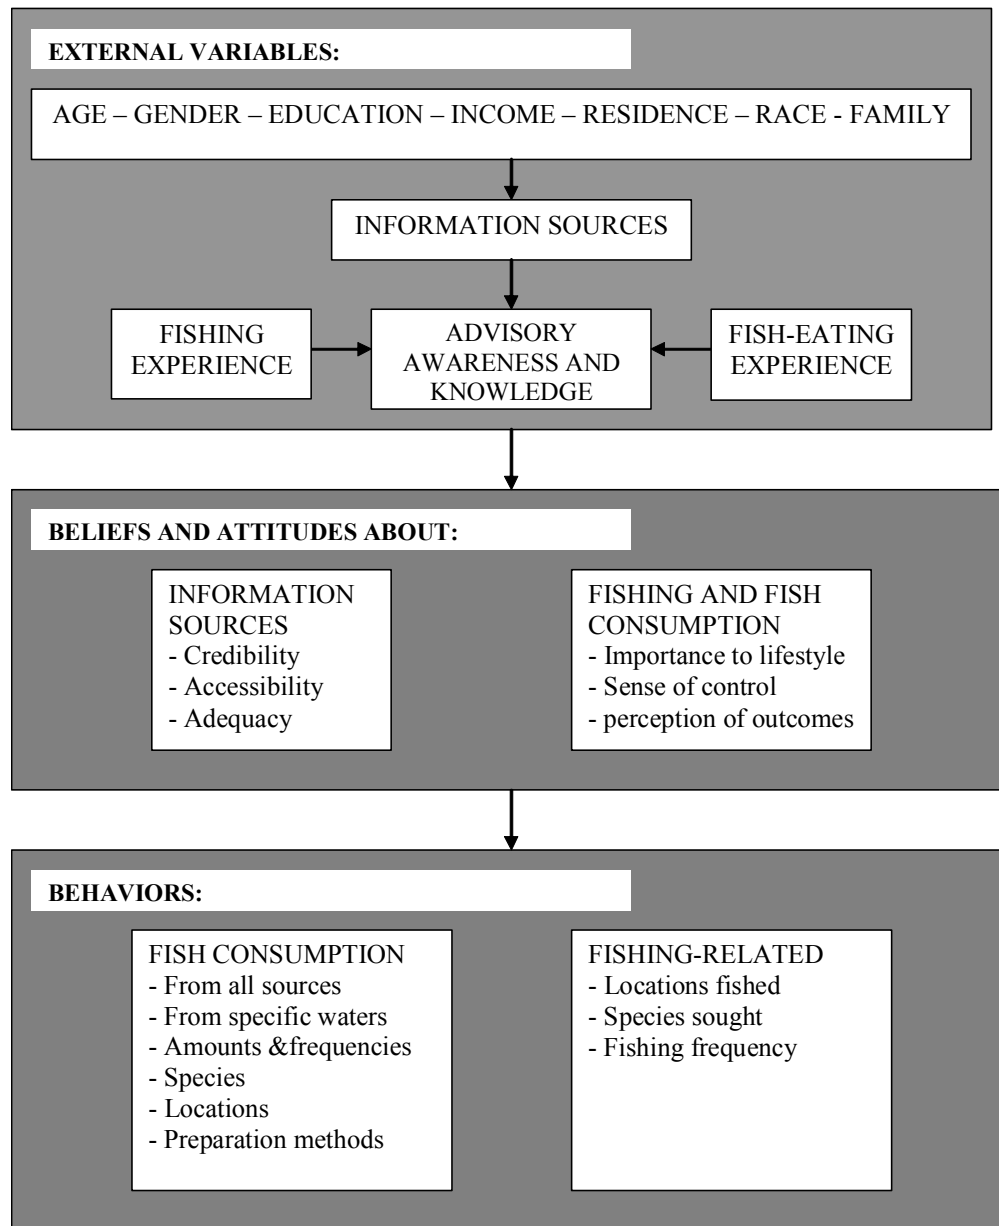 EXTERNAL VARIABLES:
AGE – GENDER – EDUCATION – INCOME – RESIDENCE – RACE - FAMILY
INFORMATION SOURCES
FISHING
EXPERIENCE
ADVISORY
AWARENESS AND
KNOWLEDGE
FISH-EATING
EXPERIENCE
BELIEFS AND ATTITUDES ABOUT:
INFORMATION
SOURCES
- Credibility
- Accessibility
- Adequacy
FISHING AND FISH
CONSUMPTION
- Importance to lifestyle
- Sense of control
- perception of outcomes
BEHAVIORS:
FISH CONSUMPTION
- From all sources
- From specific waters
- Amounts &frequencies
- Species
- Locations
- Preparation methods
FISHING-RELATED
- Locations fished
- Species sought
- Fishing frequency